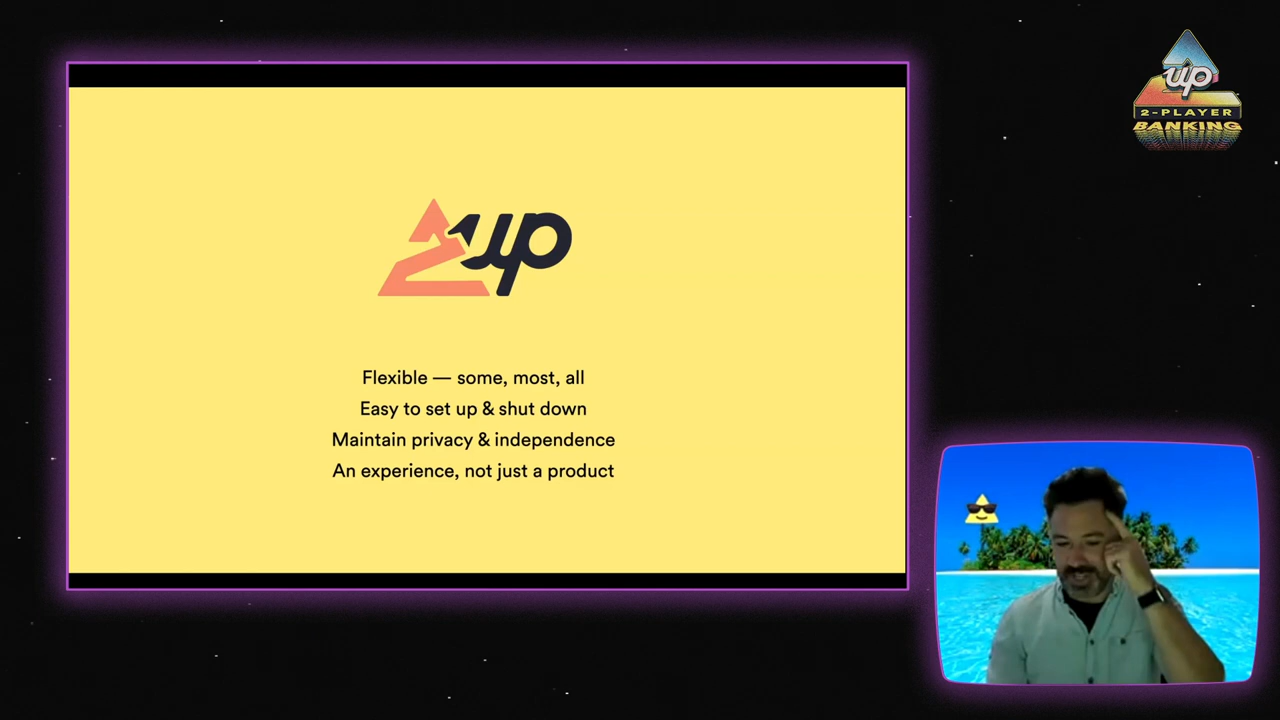 up
2-PLAYER
BANKING
2up
Flexible — some, most, all
Easy to set up & shut down
Maintain privacy & independence
An experience, not just a product